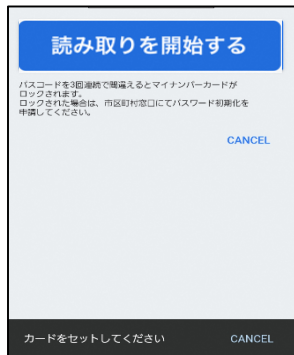 読み取りを開始する
パスコードを3回連続で間違えるとマイナンバーカードが
ロックされます。
ロックされた場合は、市区町村窓口にてパスワード初期化を
申請してください。
CANCEL
カードをセットしてください
CANCEL